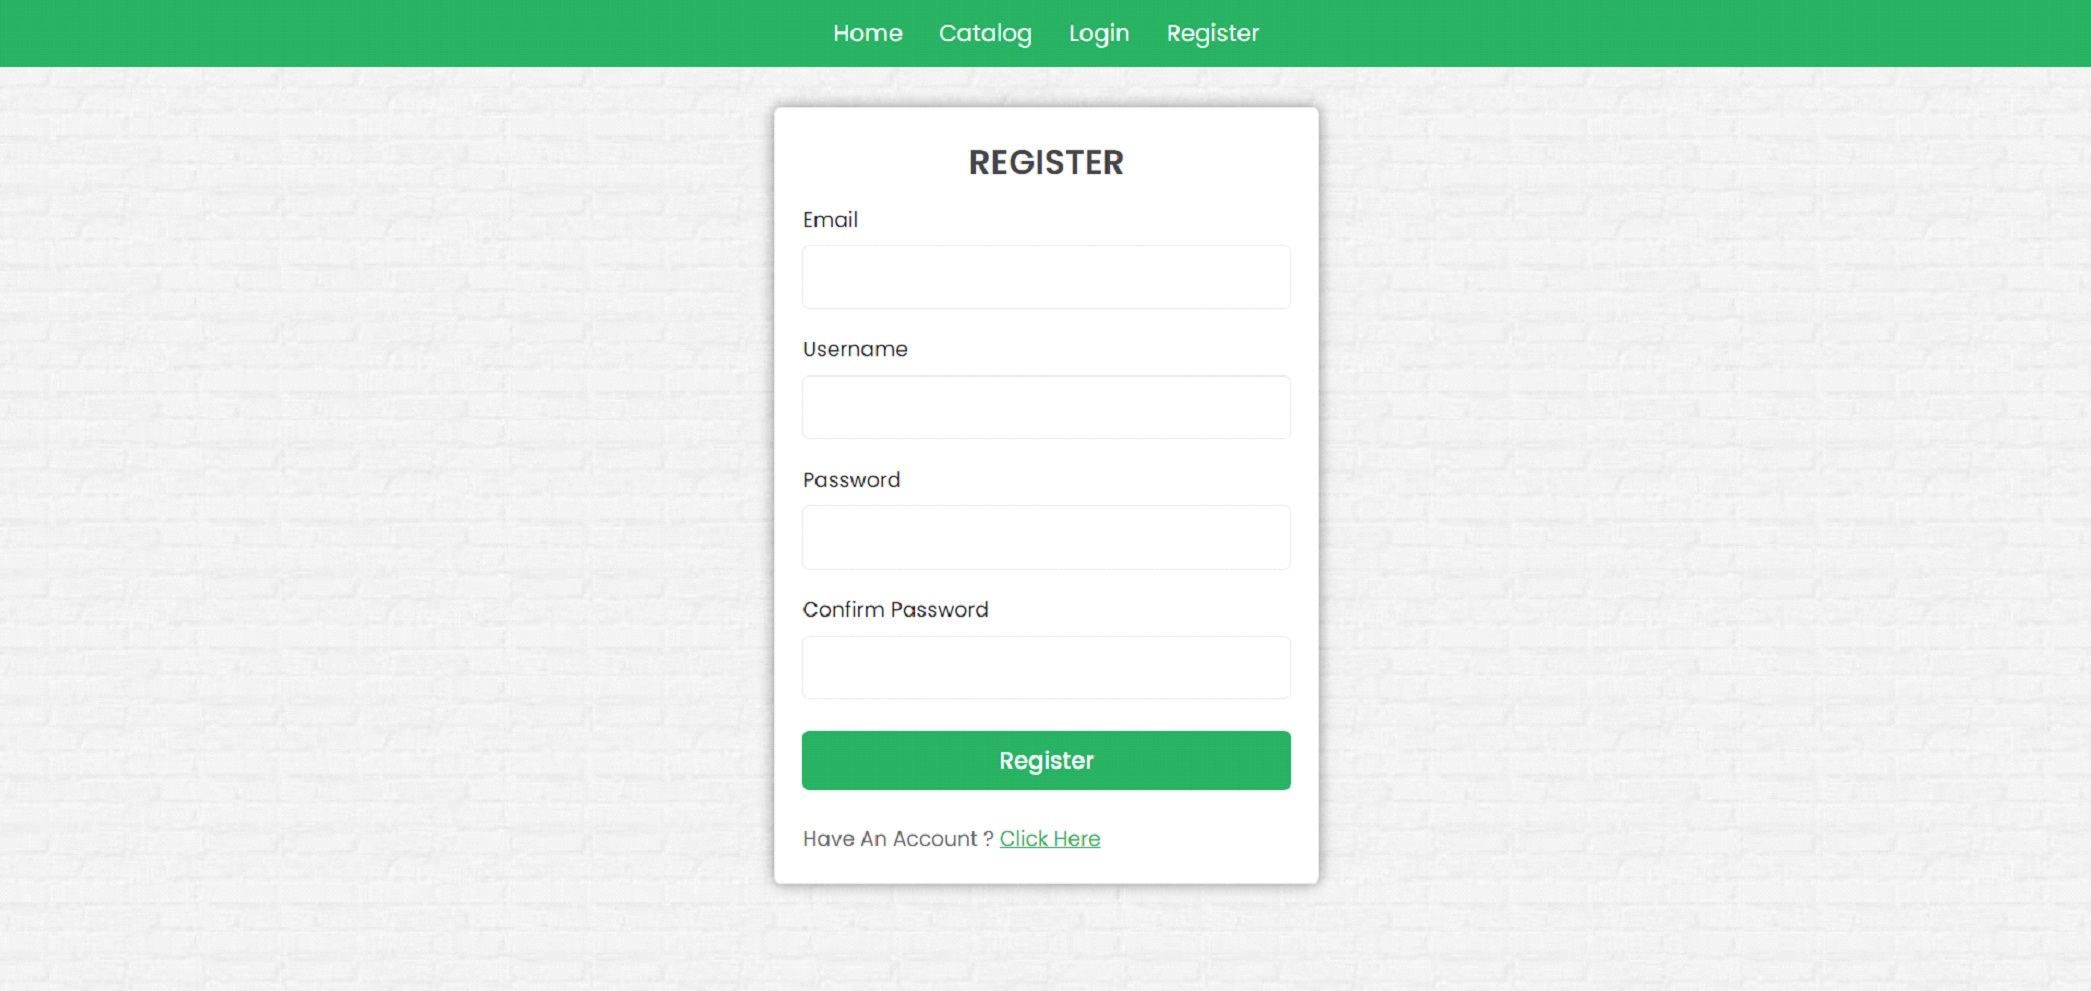 Home Catalog Login Register
REGISTER
Email
Username
Password
Confirm Password
Register
Have An Account ? Click Here